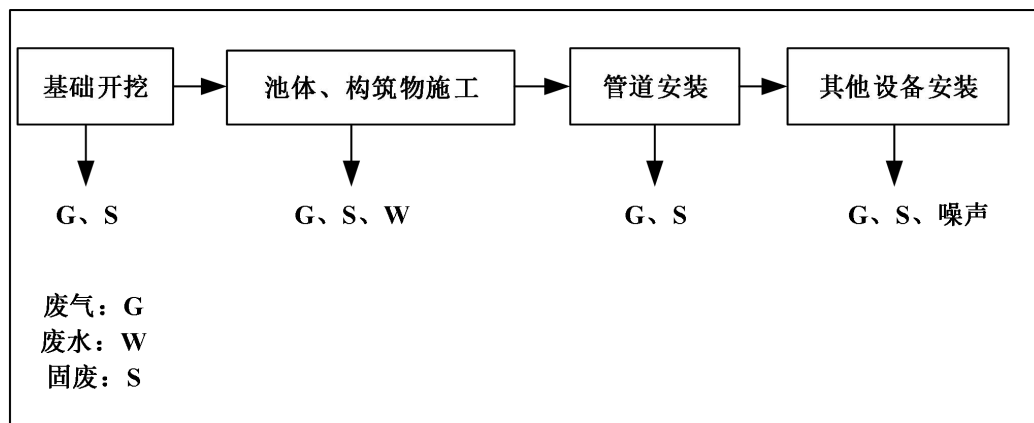 基础开挖
池体、构筑物施工
管道安装
其他设备安装
G、S
G、S、W
G、S
G、S、噪声
废气：G
废水：W
固废：S